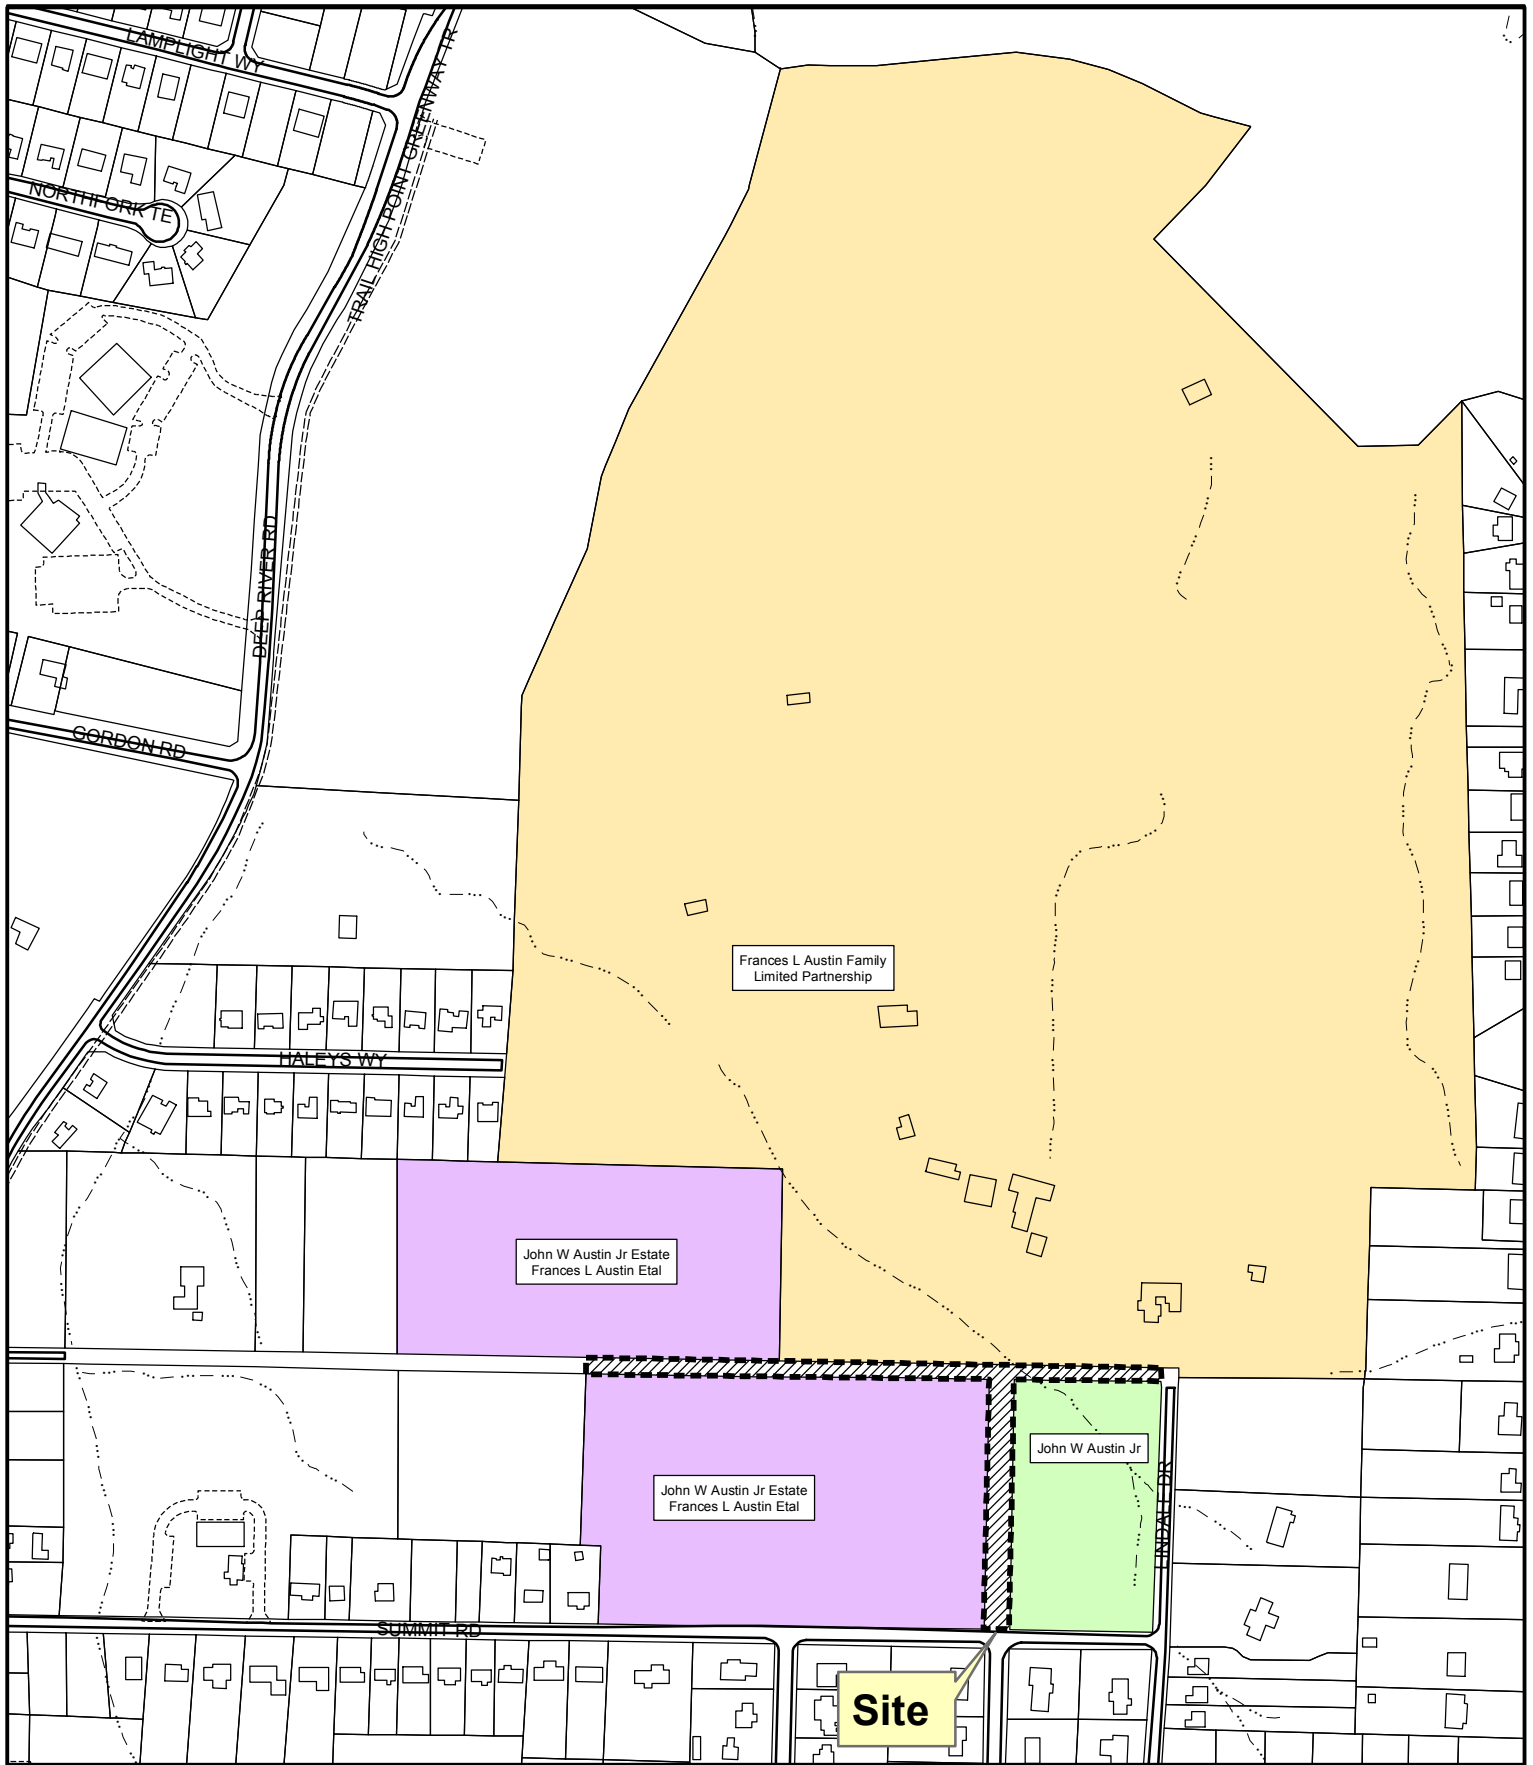 LAMPLIGHT WY
TRAIL HIGH POINT GREENWAY TR
NORTHFORK TE
DEEP RIVER RD
GORDON RD
Frances L Austin Family
Limited Partnership
HALEYS WY
John W Austin Jr Estate
Frances L Austin Etal
John W Austin Jr
John W Austin Jr Estate
Frances L Austin Etal
LINDALE DR
SUMMIT RD
Site